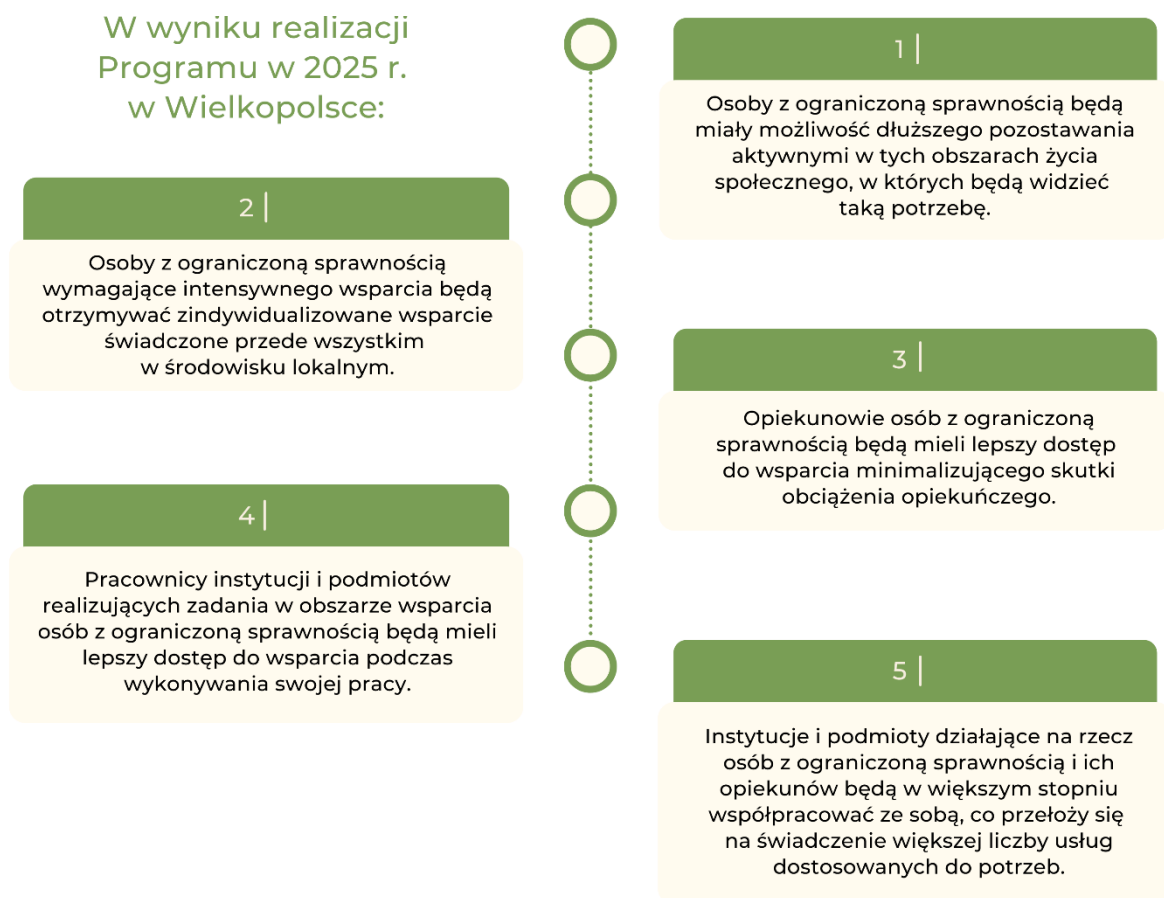 W wyniku realizacji
Programu w 2025 r.
w Wielkopolsce:
1 |
Osoby z ograniczoną sprawnością będą
miały możliwość dłuższego pozostawania
aktywnymi w tych obszarach życia
społecznego, w których będą widzieć
taką potrzebę.
2 |
Osoby z ograniczoną sprawnością
wymagające intensywnego wsparcia będą
otrzymywać zindywidualizowane wsparcie
świadczone przede wszystkim
w środowisku lokalnym.
3 |
Opiekunowie osób z ograniczoną
sprawnością będą mieli lepszy dostęp
do wsparcia minimalizującego skutki
obciążenia opiekuńczego.
4 |
Pracownicy instytucji i podmiotów
realizujących zadania w obszarze wsparcia
osób z ograniczoną sprawnością będą mieli
lepszy dostęp do wsparcia podczas
wykonywania swojej pracy.
5 |
Instytucje i podmioty działające na rzecz
osób z ograniczoną sprawnością i ich
opiekunów będą w większym stopniu
współpracować ze sobą, co przełoży się
na świadczenie większej liczby usług
dostosowanych do potrzeb.